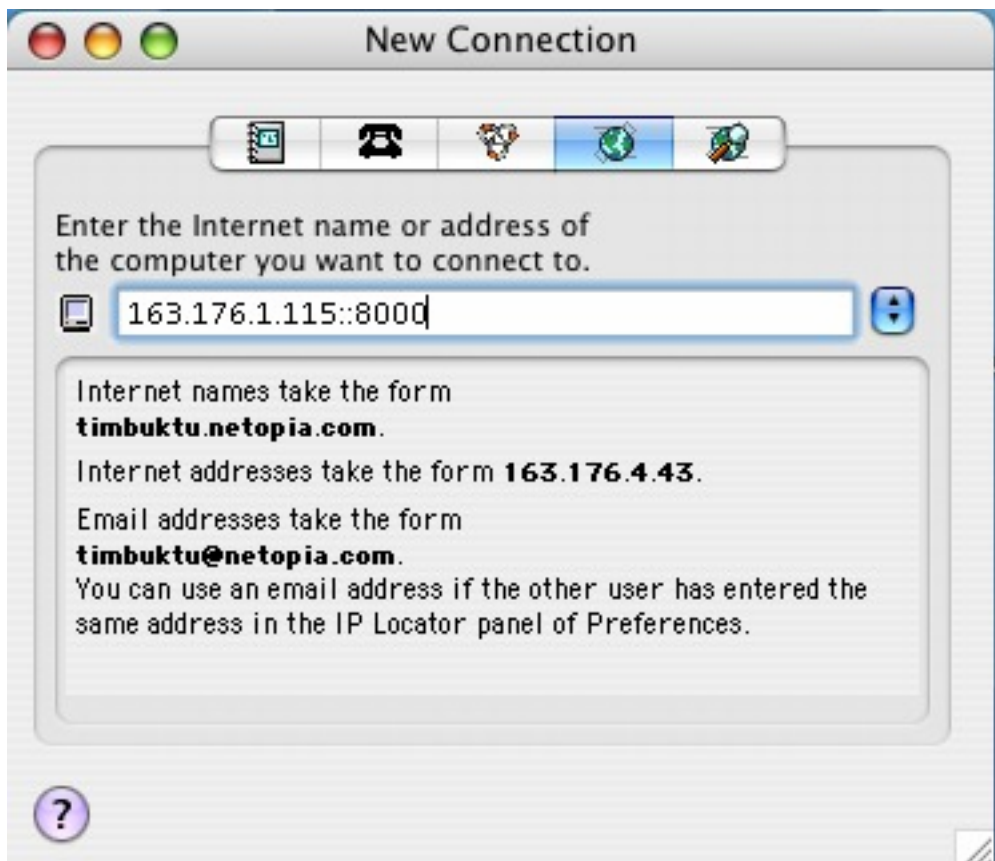 New Connection
Enter the Internet name or address of
the computer you want to connect to.
163.176.1.115::8000
Internet names take the form
timbuktu.netopia.com.
Internet addresses take the form 163.176.4.43.
Email addresses take the form
timbuktu@netopia.com.
You can use an email address if the other user has entered the
same address in the IP Locator panel of Preferences.
?